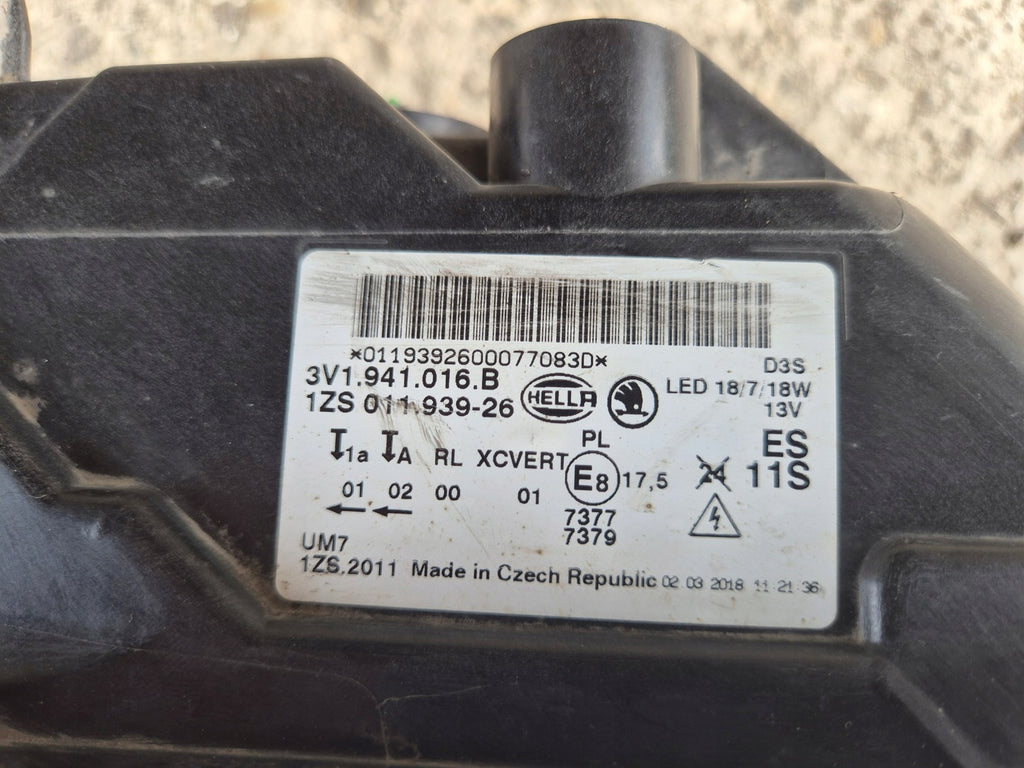 *0119392600077083D*
3V1.941.016.B
1ZS 011.939-26
HELLA
D3S
LED 18/7/18W
13V
1a A RL XCVERT
01 02 00 01
PL
E8 17,5
7377
7379
ES
24 11S
UM7
1ZS.2011 Made in Czech Republic 02 03 2018 11:21:36